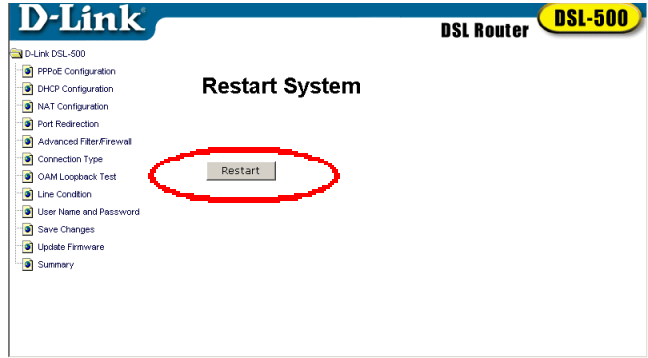 D-Link
DSL Router
DSL-500
D-Link DSL-500
PPPoE Configuration
DHCP Configuration
NAT Configuration
Port Redirection
Advanced Filter/Firewall
Connection Type
OAM Loopback Test
Line Condition
User Name and Password
Save Changes
Update Firmware
Summary
Restart System
Restart